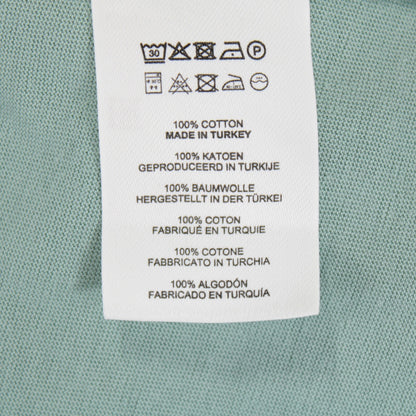 30
P
100% COTTON
MADE IN TURKEY
100% KATOEN
GEPRODUCEERD IN TURKIJE
100% BAUMWOLLE
HERGESTELLT IN DER TÜRKEI
100% COTON
FABRIQUÉ EN TURQUIE
100% COTONE
FABBRICATO IN TURCHIA
100% ALGODÓN
FABRICADO EN TURQUÍA